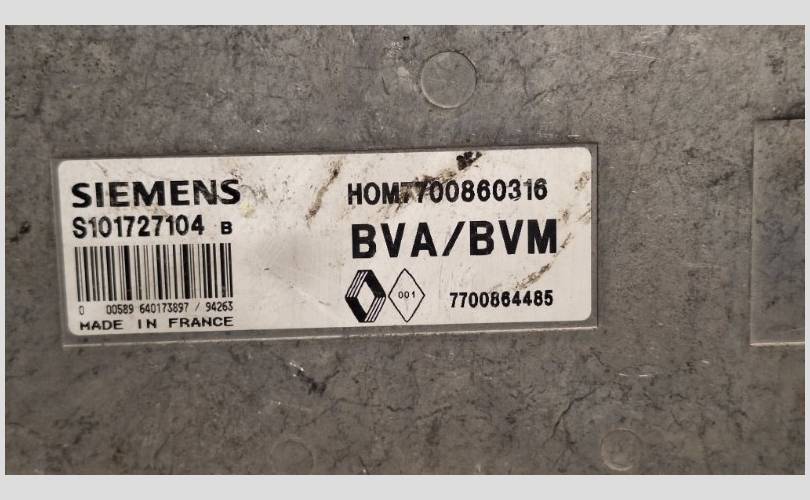 SIEMENS
S101727104 B
0 00589 640173897 / 94263
MADE IN FRANCE
HOM7700860316
BVA/BVM
001
7700864485